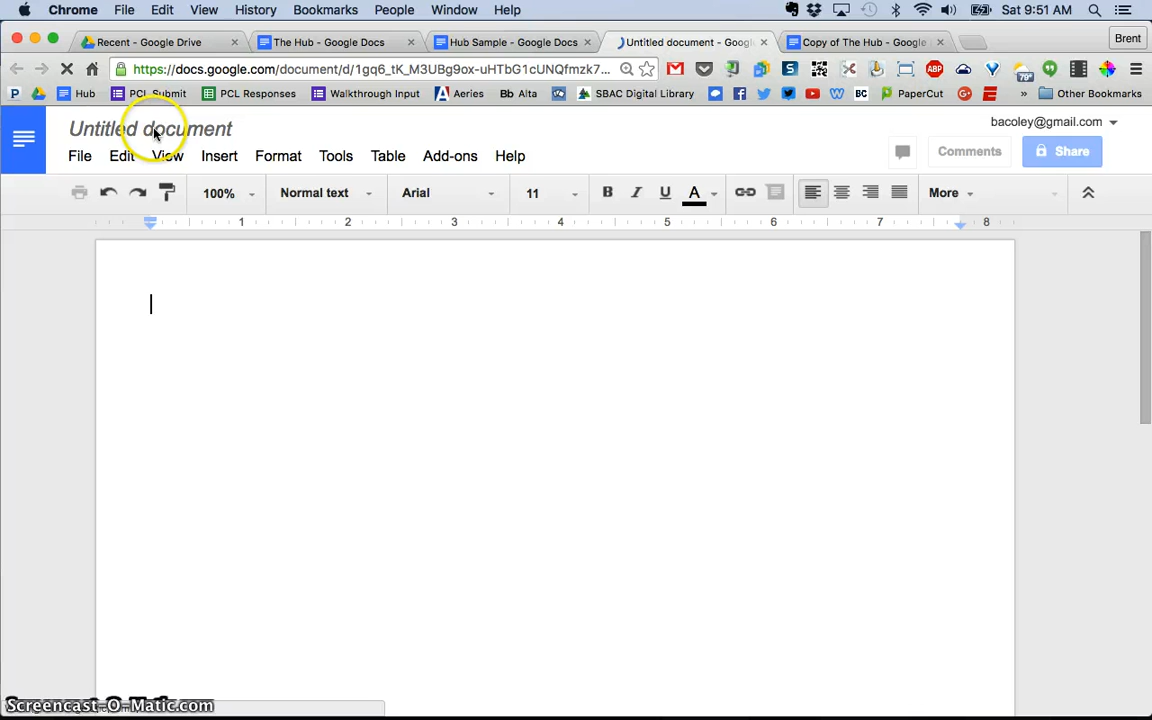 Chrome File Edit View History Bookmarks People Window Help Sat 9:51 AM
Recent - Google Drive The Hub - Google Docs Hub Sample - Google Docs Untitled document - Goog Copy of The Hub - Google Brent
https://docs.google.com/document/d/1gq6_tK_M3UBg9ox-uHTbG1cUNQfmzk7... 79°
Hub PCL Submit PCL Responses Walkthrough Input Aeries Bb Alta SBAC Digital Library BC PaperCut » Other Bookmarks
Untitled document bacoley@gmail.com
File Edit View Insert Format Tools Table Add-ons Help Comments Share
100% Normal text Arial 11 B I U A More
1 2 3 4 5 6 7 8
Screencast-O-Matic.com